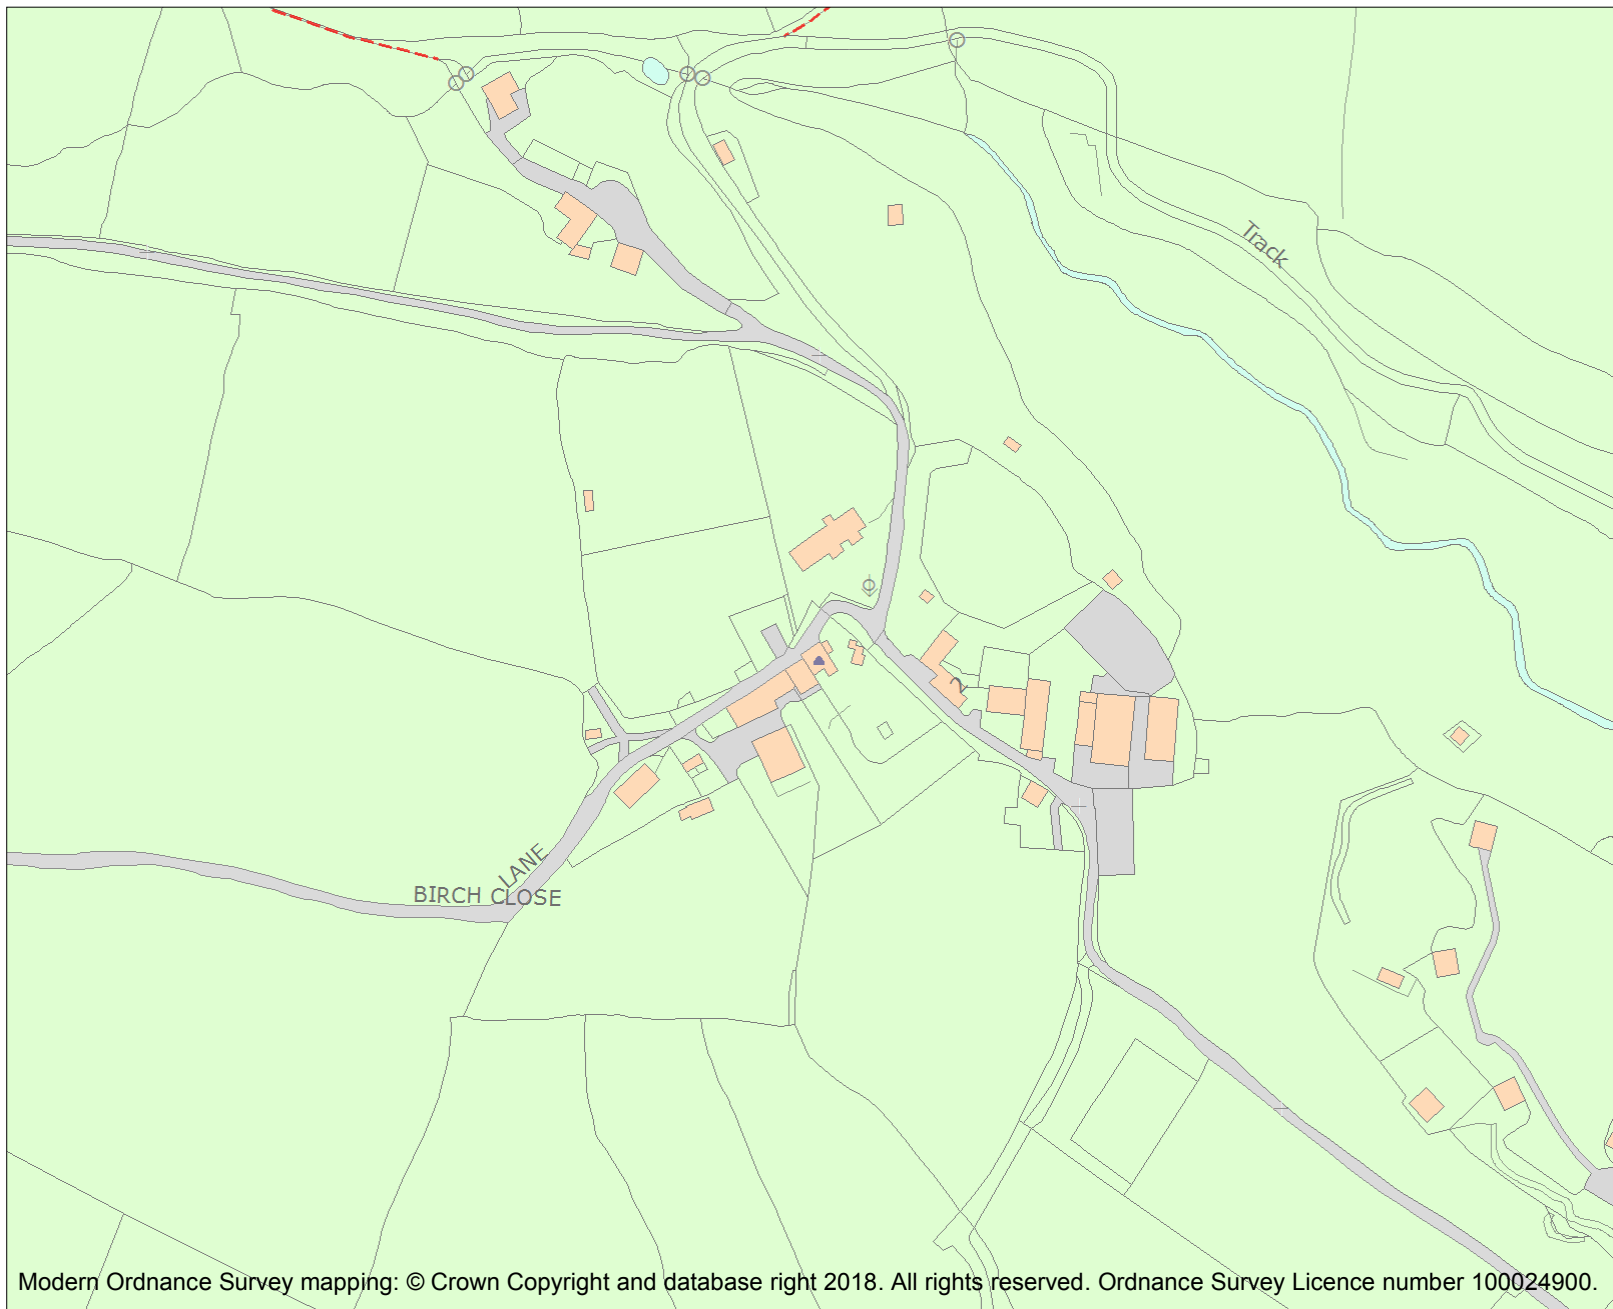 Track
2
LANE
BIRCH CLOSE
Modern Ordnance Survey mapping: © Crown Copyright and database right 2018. All rights reserved. Ordnance Survey Licence number 100024900.